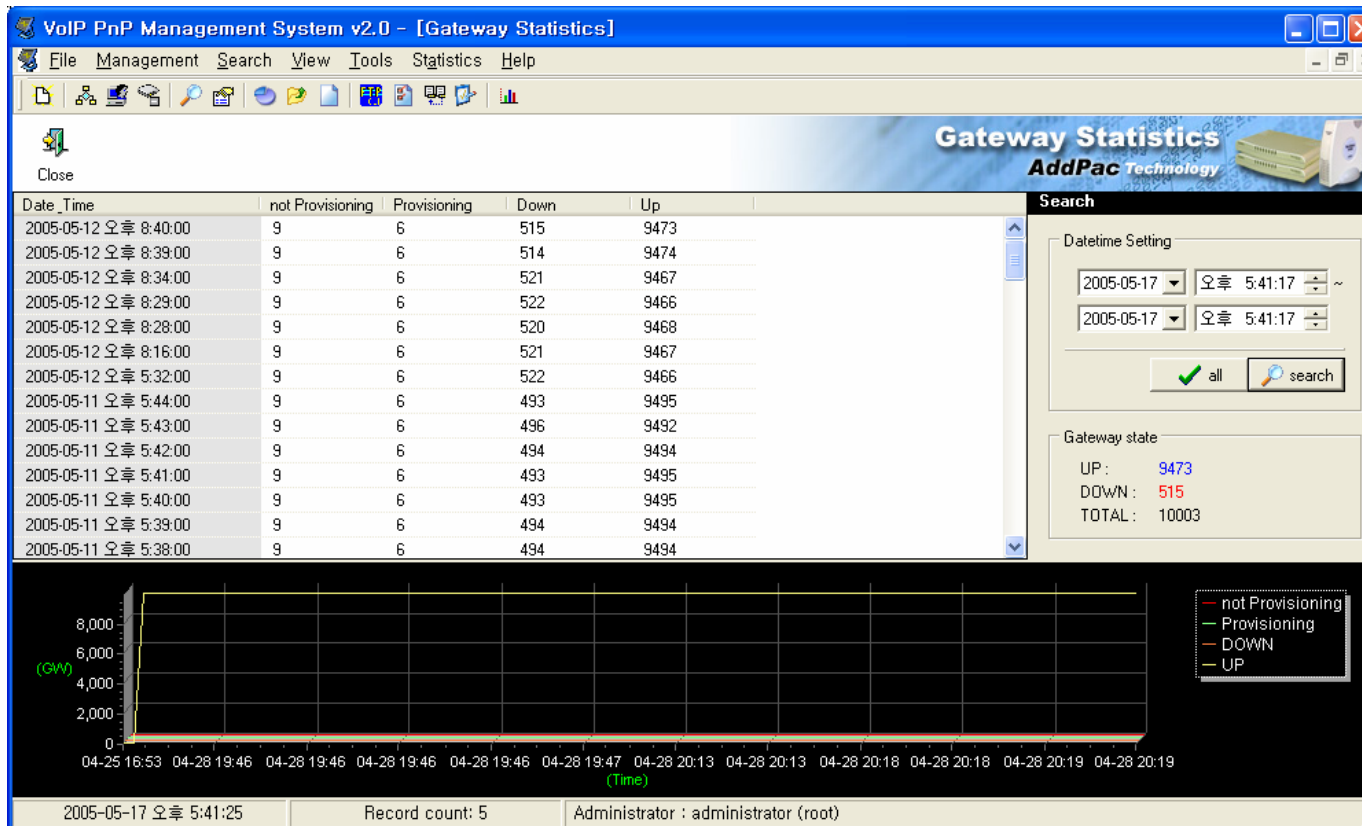 VoIP PnP Management System v2.0 - [Gateway Statistics]
File Management Search View Tools Statistics Help
Gateway Statistics
AddPac Technology
Close
Date_Time not Provisioning Provisioning Down Up
2005-05-12 오후 8:40:00 9 6 515 9473
2005-05-12 오후 8:39:00 9 6 514 9474
2005-05-12 오후 8:34:00 9 6 521 9467
2005-05-12 오후 8:29:00 9 6 522 9466
2005-05-12 오후 8:28:00 9 6 520 9468
2005-05-12 오후 8:16:00 9 6 521 9467
2005-05-12 오후 5:32:00 9 6 522 9466
2005-05-11 오후 5:44:00 9 6 493 9495
2005-05-11 오후 5:43:00 9 6 496 9492
2005-05-11 오후 5:42:00 9 6 494 9494
2005-05-11 오후 5:41:00 9 6 493 9495
2005-05-11 오후 5:40:00 9 6 493 9495
2005-05-11 오후 5:39:00 9 6 494 9494
2005-05-11 오후 5:38:00 9 6 494 9494
Search
Datetime Setting
2005-05-17 오후 5:41:17 ~
2005-05-17 오후 5:41:17
all search
Gateway state
UP : 9473
DOWN : 515
TOTAL : 10003
8,000
6,000
(GW)
4,000
2,000
0
04-25 16:53 04-28 19:46 04-28 19:46 04-28 19:46 04-28 19:46 04-28 19:47 04-28 20:13 04-28 20:13 04-28 20:18 04-28 20:18 04-28 20:19 04-28 20:19
(Time)
not Provisioning
Provisioning
DOWN
UP
2005-05-17 오후 5:41:25 Record count: 5 Administrator : administrator (root)